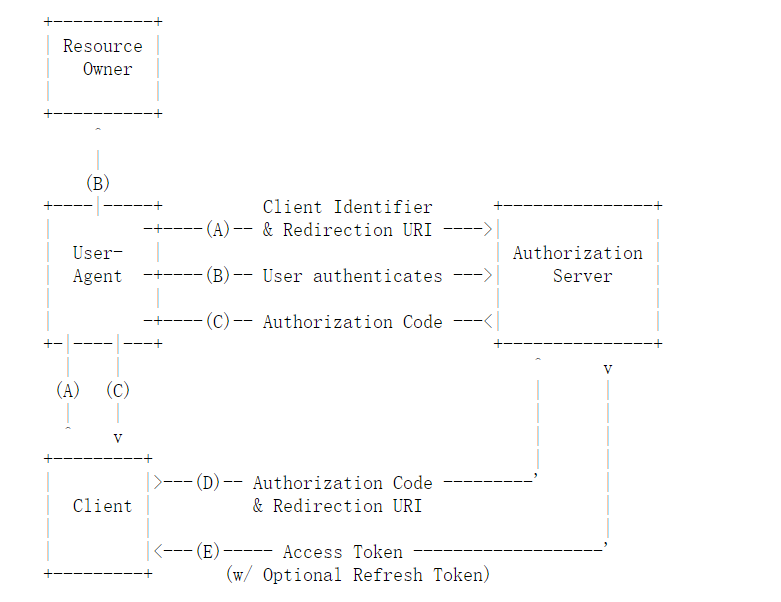 Resource
Owner
(B)
Client Identifier
-+----(A)-- & Redirection URI ---->
User-
Authorization
Agent -+----(B)-- User authenticates --->
Server
-+----(C)-- Authorization Code ---<
v
(A) (C)
v
>---(D)-- Authorization Code ---------'
Client
& Redirection URI
<---(E)----- Access Token -------------------'
(w/ Optional Refresh Token)